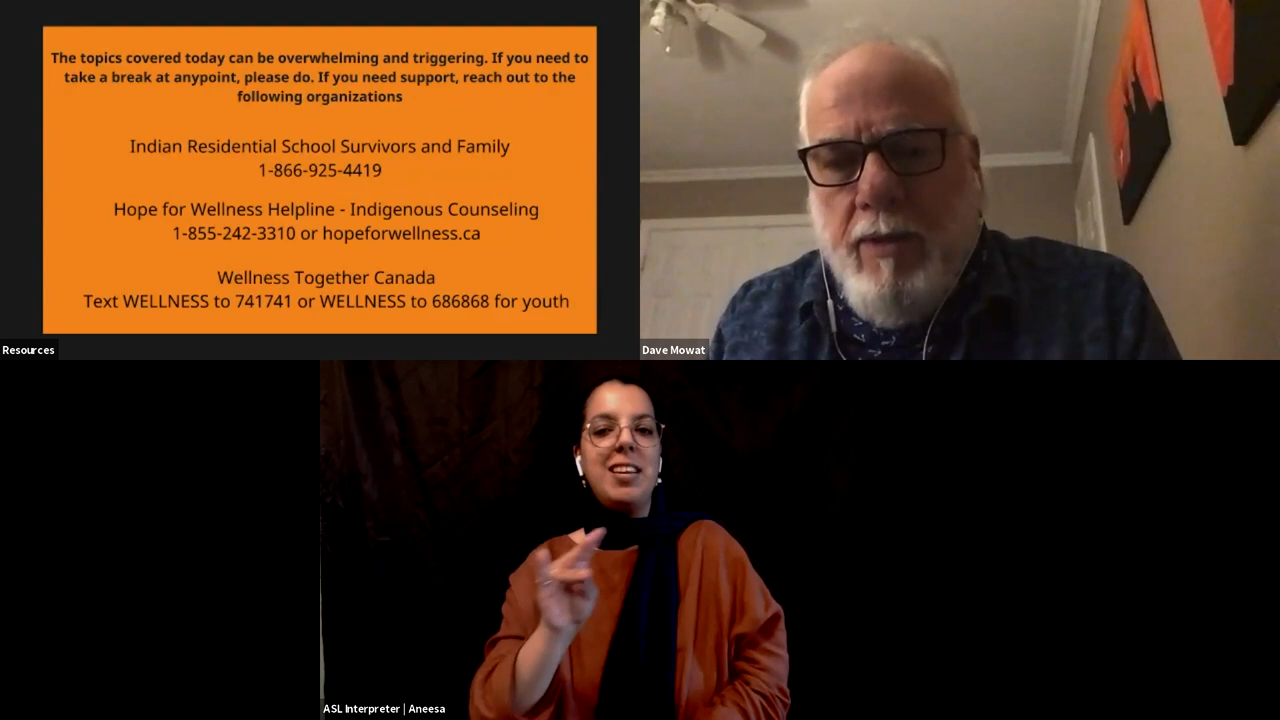 The topics covered today can be overwhelming and triggering. If you need to
take a break at anypoint, please do. If you need support, reach out to the
following organizations
Indian Residential School Survivors and Family
1-866-925-4419
Hope for Wellness Helpline - Indigenous Counseling
1-855-242-3310 or hopeforwellness.ca
Wellness Together Canada
Text WELLNESS to 741741 or WELLNESS to 686868 for youth
Resources
Dave Mowat
ASL Interpreter | Aneesa